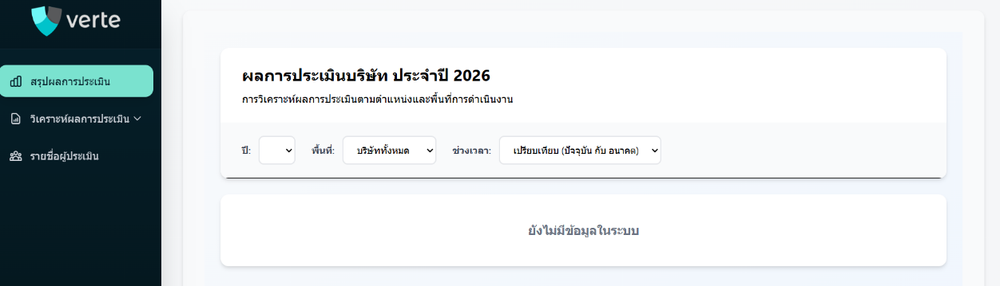 verte
สรุปผลการประเมิน
วิเคราะห์ผลการประเมิน
รายชื่อผู้ประเมิน
ผลการประเมินบริษัท ประจำปี 2026
การวิเคราะห์ผลการประเมินตามตำแหน่งและพื้นที่การดำเนินงาน
ปี: พื้นที่: บริษัททั้งหมด ช่วงเวลา: เปรียบเทียบ (ปัจจุบัน กับ อนาคต)
ยังไม่มีข้อมูลในระบบ